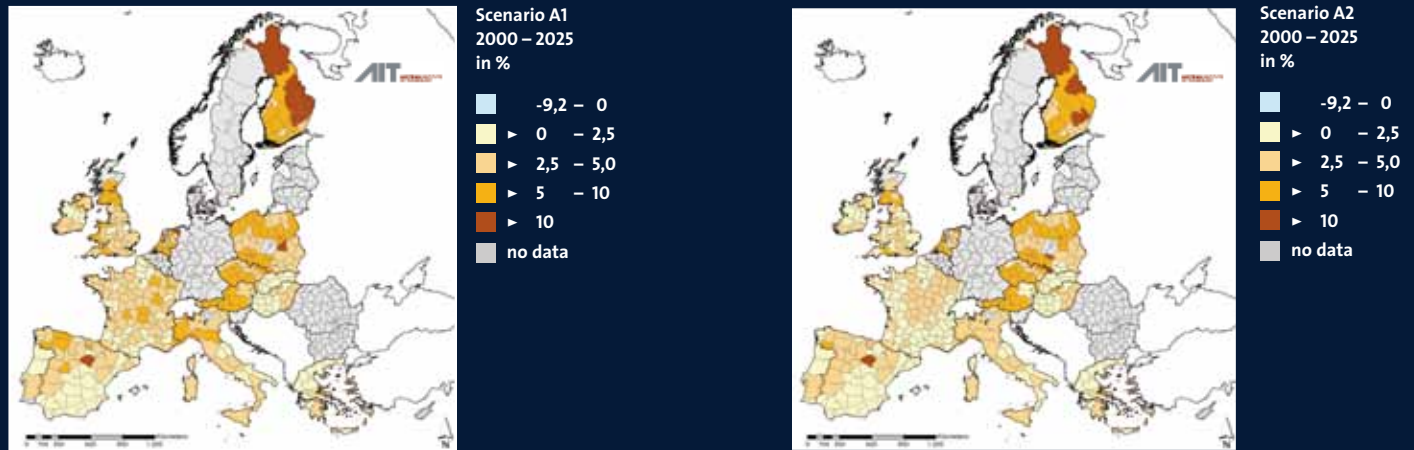 Scenario A1
2000 – 2025
in %
-9,2 – 0
► 0 – 2,5
► 2,5 – 5,0
► 5 – 10
► 10
no data
AIT
N
Scenario A2
2000 – 2025
in %
-9,2 – 0
► 0 – 2,5
► 2,5 – 5,0
► 5 – 10
► 10
no data
AIT
N